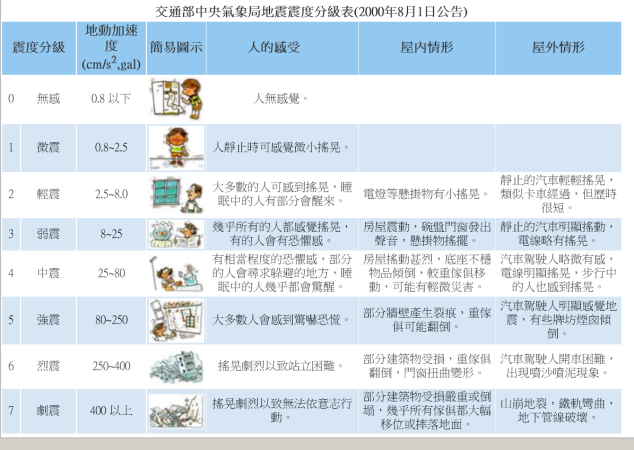 交通部中央氣象局地震震度分級表(2000年8月1日公告)
震度分級
地動加速
度
(cm/s²,gal)
簡易圖示
人的感受
屋內情形
屋外情形
0
無感
0.8 以下
人無感覺。
1
微震
0.8~2.5
人靜止時可感覺微小搖晃。
2
輕震
2.5~8.0
大多數的人可感到搖晃，睡
眠中的人有部分會醒來。
電燈等懸掛物有小搖晃。
靜止的汽車輕輕搖晃，
類似卡車經過，但歷時
很短。
3
弱震
8~25
幾乎所有的人都感覺搖晃，
有的人會有恐懼感。
房屋震動，碗盤門窗發出
聲音，懸掛物搖擺。
靜止的汽車明顯搖動，
電線略有搖晃。
4
中震
25~80
有相當程度的恐懼感，部分
的人會尋求躲避的地方，睡
眠中的人幾乎都會驚醒。
房屋搖動甚烈，底座不穩
物品傾倒，較重傢俱移
動，可能有輕微災害。
汽車駕駛人略微有感，
電線明顯搖晃，步行中
的人也感到搖晃。
5
強震
80~250
大多數人會感到驚嚇恐慌。
部分牆壁產生裂痕，重傢
俱可能翻倒。
汽車駕駛人明顯感覺地
震，有些牌坊煙囪傾
倒。
6
烈震
250~400
搖晃劇烈以致站立困難。
部分建築物受損，重傢俱
翻倒，門窗扭曲變形。
汽車駕駛人開車困難，
出現噴沙噴泥現象。
7
劇震
400 以上
搖晃劇烈以致無法依意志行
動。
部分建築物受損嚴重或倒
塌，幾乎所有傢俱都大幅
移位或摔落地面。
山崩地裂，鐵軌彎曲，
地下管線破壞。